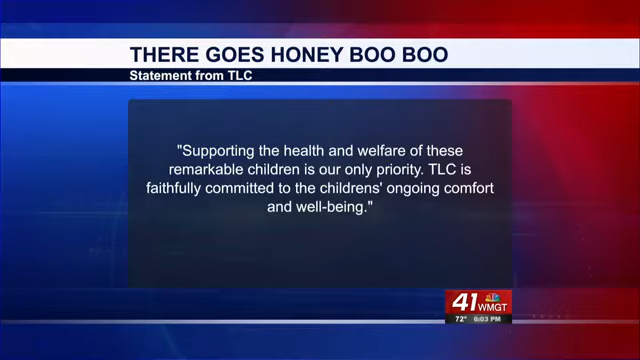 THERE GOES HONEY BOO BOO
Statement from TLC
"Supporting the health and welfare of these
remarkable children is our only priority. TLC is
faithfully committed to the childrens' ongoing comfort
and well-being."
41 WMGT
72° 6:03 PM